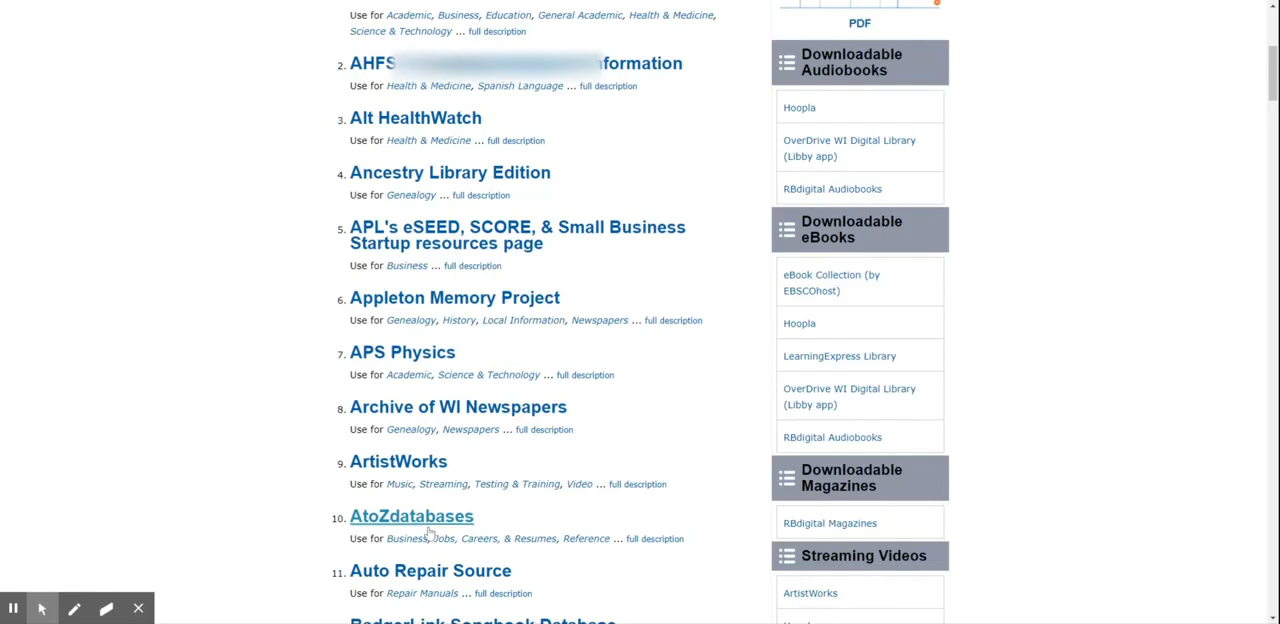 Use for Academic, Business, Education, General Academic, Health & Medicine,
Science & Technology ... full description
2. AHFS formation
Use for Health & Medicine, Spanish Language ... full description
3. Alt HealthWatch
Use for Health & Medicine ... full description
4. Ancestry Library Edition
Use for Genealogy ... full description
5. APL's eSEED, SCORE, & Small Business
Startup resources page
Use for Business ... full description
6. Appleton Memory Project
Use for Genealogy, History, Local Information, Newspapers ... full description
7. APS Physics
Use for Academic, Science & Technology ... full description
8. Archive of WI Newspapers
Use for Genealogy, Newspapers ... full description
9. ArtistWorks
Use for Music, Streaming, Testing & Training, Video ... full description
10. AtoZdatabases
Use for Business, Jobs, Careers, & Resumes, Reference ... full description
11. Auto Repair Source
Use for Repair Manuals ... full description
BadgerLink Songbook Database
PDF
Downloadable
Audiobooks
Hoopla
OverDrive WI Digital Library
(Libby app)
RBdigital Audiobooks
Downloadable
eBooks
eBook Collection (by
EBSCOhost)
Hoopla
LearningExpress Library
OverDrive WI Digital Library
(Libby app)
RBdigital Audiobooks
Downloadable
Magazines
RBdigital Magazines
Streaming Videos
ArtistWorks